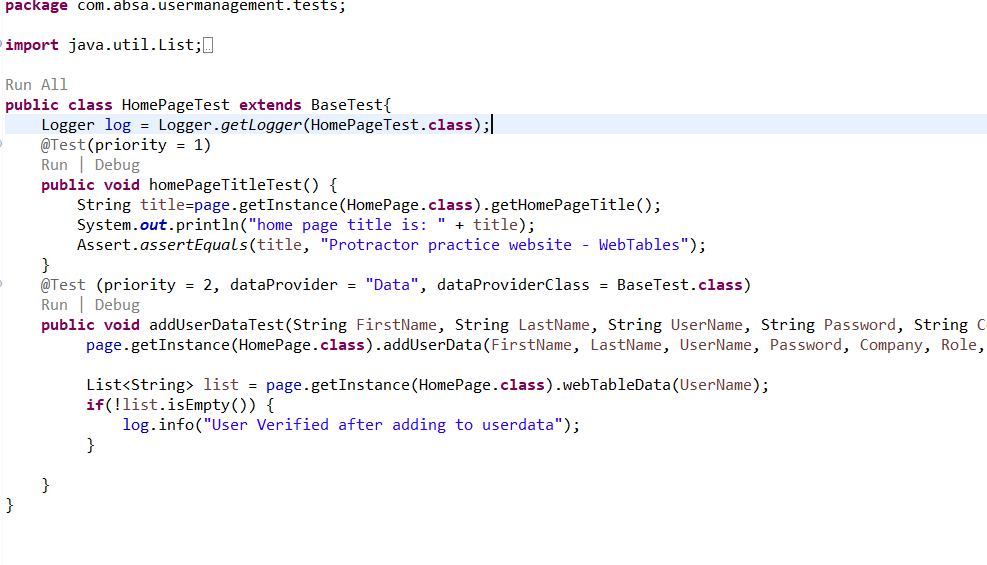 package com.absa.usermanagement.tests;
import java.util.List;
Run All
public class HomePageTest extends BaseTest{
Logger log = Logger.getLogger(HomePageTest.class);
@Test(priority = 1)
Run | Debug
public void homePageTitleTest() {
String title=page.getInstance(HomePage.class).getHomePageTitle();
System.out.println("home page title is: " + title);
Assert.assertEquals(title, "Protractor practice website - WebTables");
}
@Test (priority = 2, dataProvider = "Data", dataProviderClass = BaseTest.class)
Run | Debug
public void addUserDataTest(String FirstName, String LastName, String UserName, String Password, String
page.getInstance(HomePage.class).addUserData(FirstName, LastName, UserName, Password, Company, Role,
List<String> list = page.getInstance(HomePage.class).webTableData(UserName);
if(!list.isEmpty()) {
log.info("User Verified after adding to userdata");
}
}
}